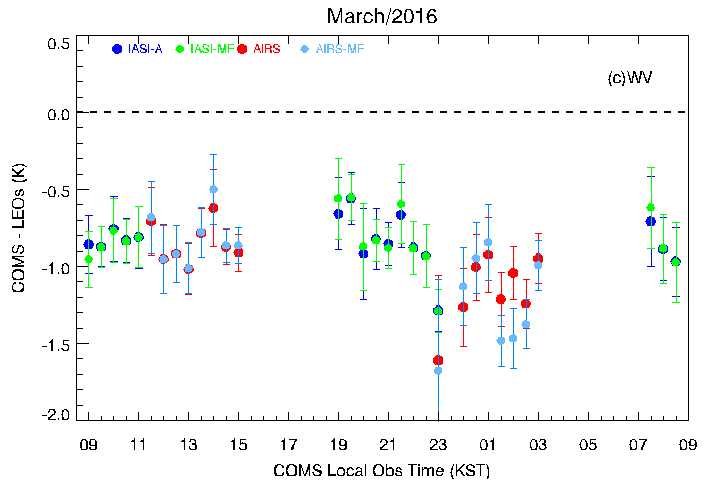 March/2016
0.5
IASI-A IASI-MF AIRS AIRS-MF
(c)WV
0.0
-0.5
-1.0
-1.5
-2.0
COMS - LEOs (K)
09 11 13 15 17 19 21 23 01 03 05 07 09
COMS Local Obs Time (KST)